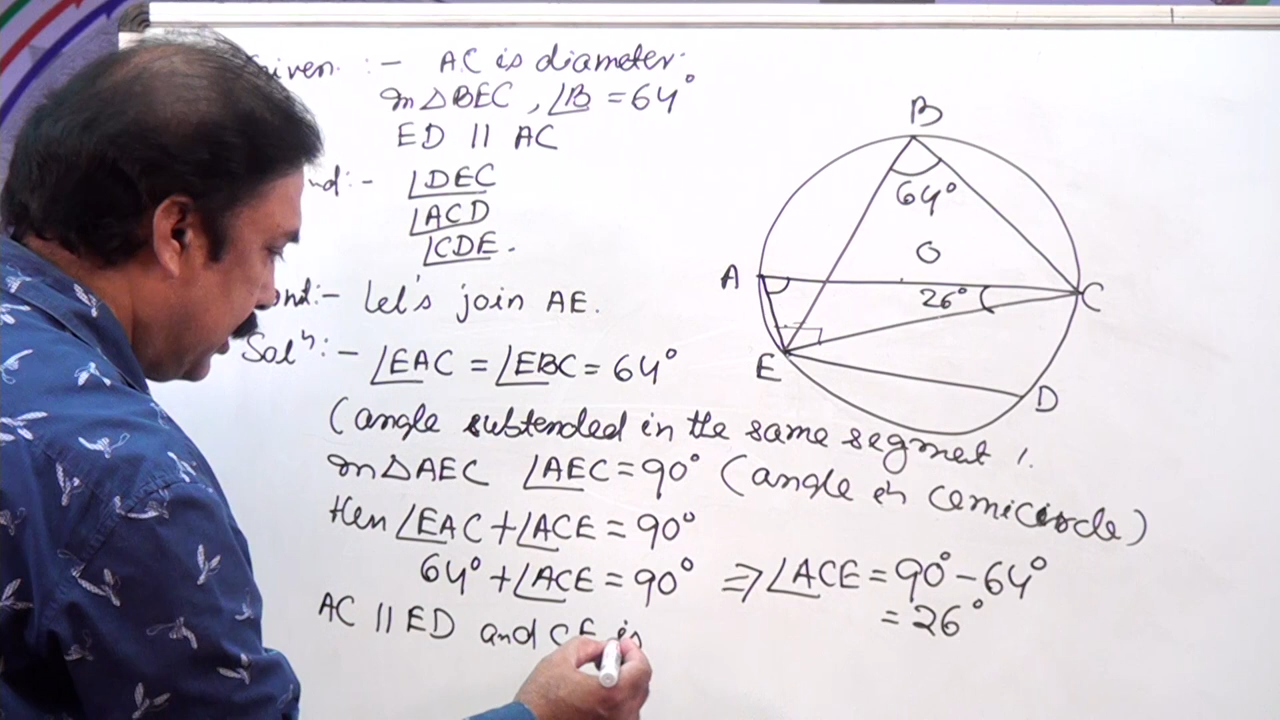 AC is diameter.
In △BEC, ∠B = 64°
ED || AC
∠DEC
∠ACD
∠CDE.
Let's join AE.
Solⁿ:- ∠EAC = ∠EBC = 64°
(angle subtended in the same segment).
In △AEC ∠AEC = 90° (angle in cemicircle)
then ∠EAC + ∠ACE = 90°
64° + ∠ACE = 90° ⇒ ∠ACE = 90° - 64°
= 26°
AC || ED and CE is
B
64°
O
A
26°
C
E
D